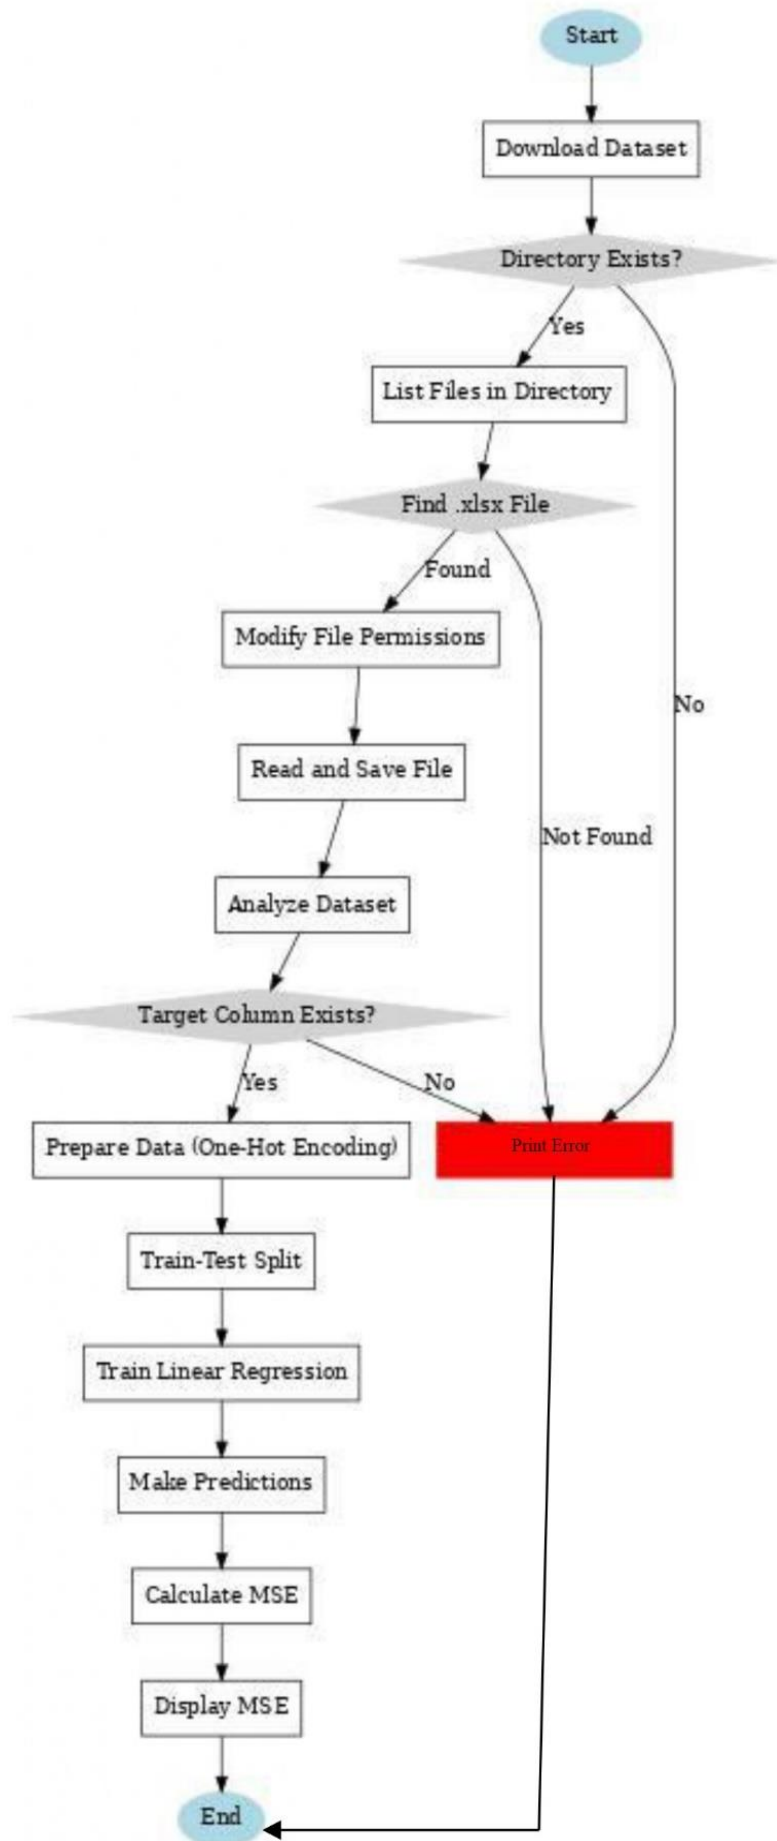 Start
Download Dataset
Directory Exists?
Yes
List Files in Directory
Find .xlsx File
Found
Modify File Permissions
No
Read and Save File
Not Found
Analyze Dataset
Target Column Exists?
Yes
No
Prepare Data (One-Hot Encoding)
Print Error
Train-Test Split
Train Linear Regression
Make Predictions
Calculate MSE
Display MSE
End